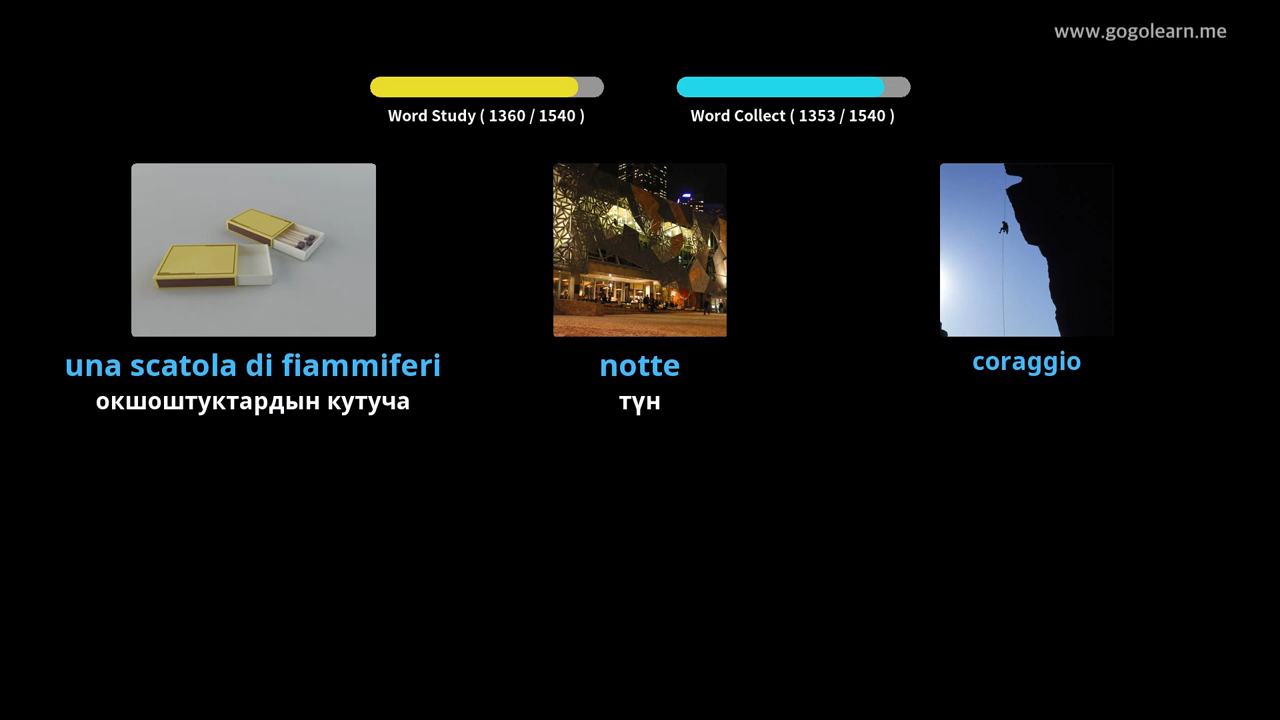 www.gogolearn.me
Word Study ( 1360 / 1540 )
Word Collect ( 1353 / 1540 )
una scatola di fiammiferi
окшоштуктардын кутуча
notte
түн
coraggio